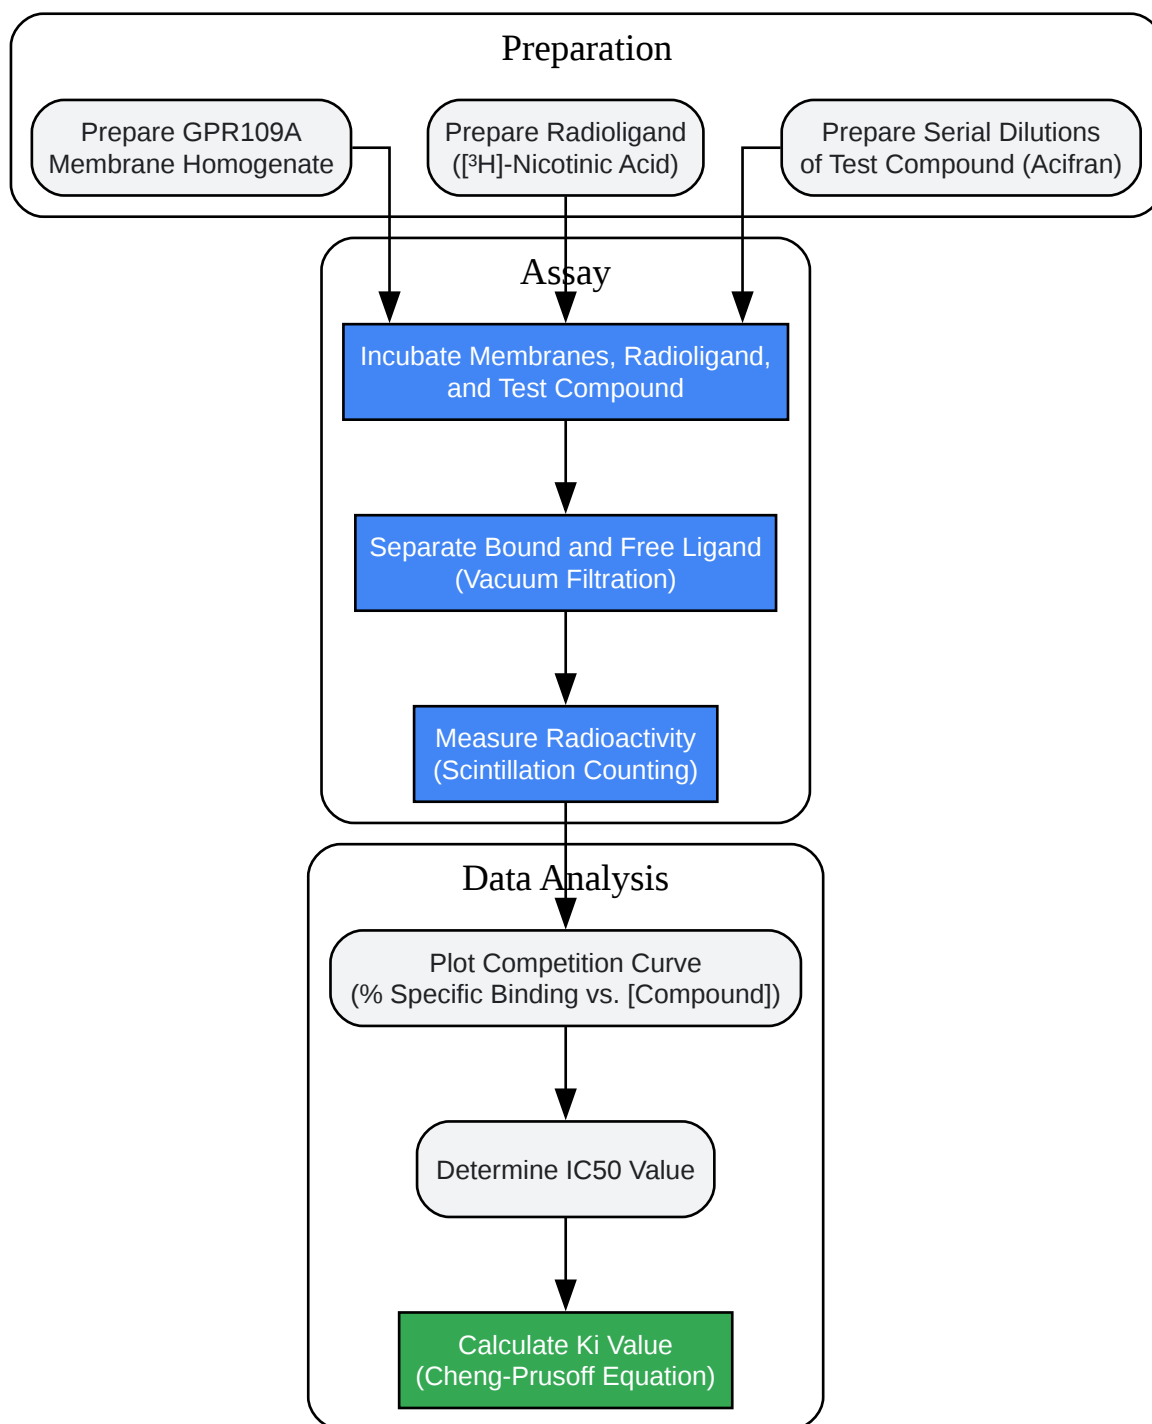 Preparation
Prepare GPR109A
Membrane Homogenate
Prepare Radioligand
([³H]-Nicotinic Acid)
Prepare Serial Dilutions
of Test Compound (Acifran)
Assay
Incubate Membranes, Radioligand,
and Test Compound
Separate Bound and Free Ligand
(Vacuum Filtration)
Measure Radioactivity
(Scintillation Counting)
Data Analysis
Plot Competition Curve
(% Specific Binding vs. [Compound])
Determine IC50 Value
Calculate Ki Value
(Cheng-Prusoff Equation)